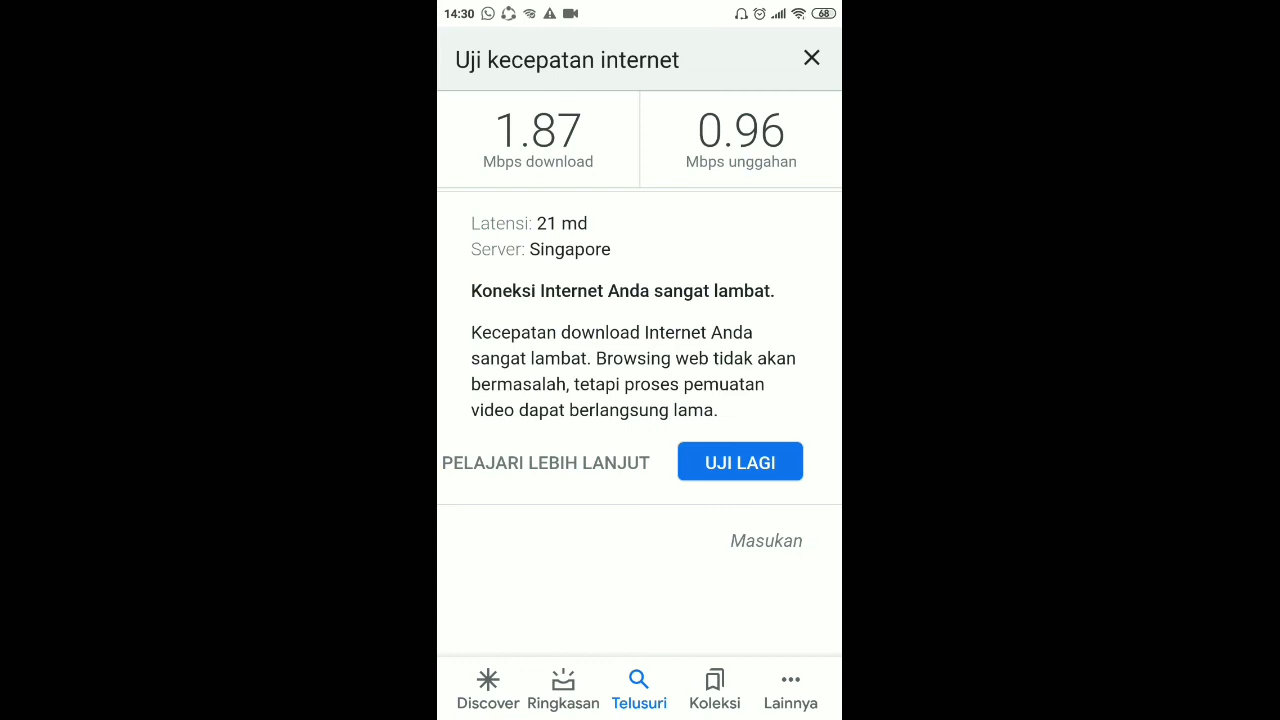 14:30 68
Uji kecepatan internet
1.87 0.96
Mbps download Mbps unggahan
Latensi: 21 md
Server: Singapore
Koneksi Internet Anda sangat lambat.
Kecepatan download Internet Anda
sangat lambat. Browsing web tidak akan
bermasalah, tetapi proses pemuatan
video dapat berlangsung lama.
PELAJARI LEBIH LANJUT UJI LAGI
Masukan
Discover Ringkasan Telusuri Koleksi Lainnya